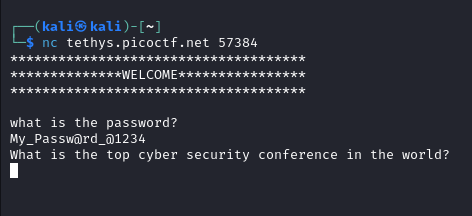 ┌──(kali㉿kali)-[~]
└─$ nc tethys.picoctf.net 57384
*************************************
**************WELCOME****************
*************************************

what is the password?
My_Passw@rd_@1234
What is the top cyber security conference in the world?